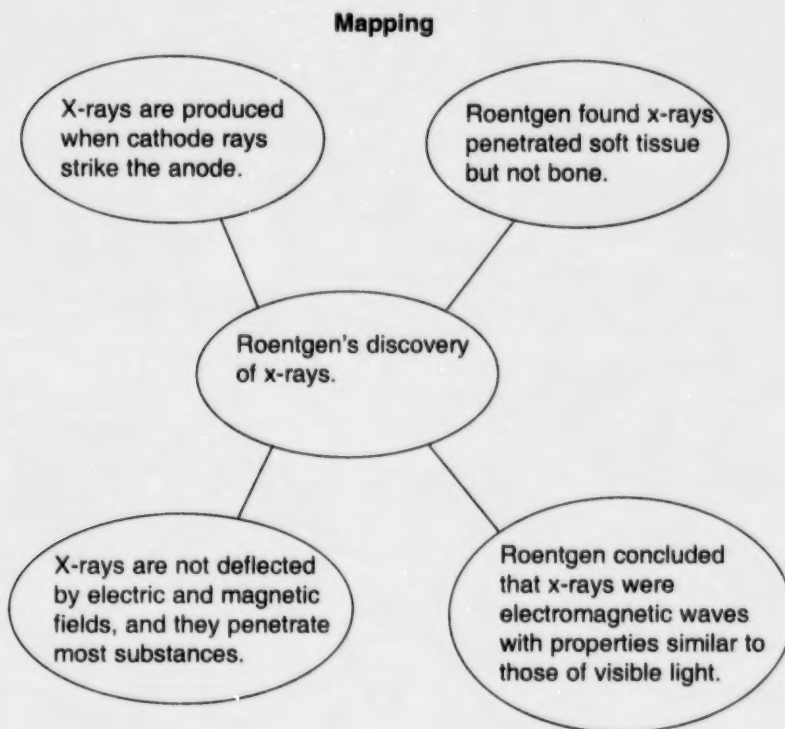 Mapping
X-rays are produced
when cathode rays
strike the anode.
Roentgen found x-rays
penetrated soft tissue
but not bone.
Roentgen's discovery
of x-rays.
X-rays are not deflected
by electric and magnetic
fields, and they penetrate
most substances.
Roentgen concluded
that x-rays were
electromagnetic waves
with properties similar to
those of visible light.